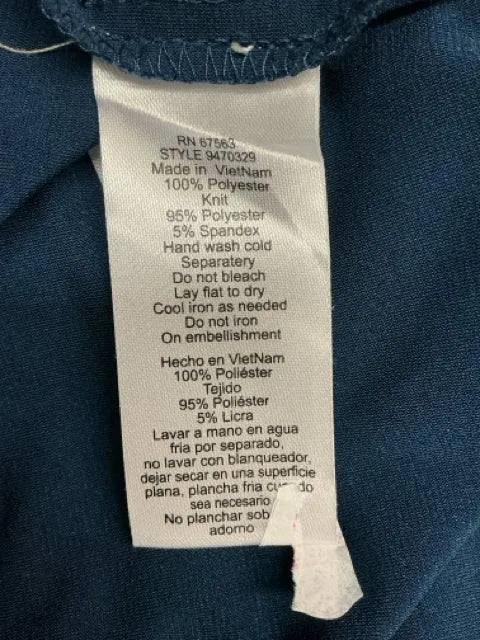 RN 67563
STYLE 9470329
Made in VietNam
100% Polyester
Knit
95% Polyester
5% Spandex
Hand wash cold
Separatery
Do not bleach
Lay flat to dry
Cool iron as needed
Do not iron
On embellishment
Hecho en VietNam
100% Poliéster
Tejido
95% Poliéster
5% Licra
Lavar a mano en agua
fria por separado,
no lavar con blanqueador,
dejar secar en una superficie
plana, plancha fria
sea necesario
No planchar
adorno